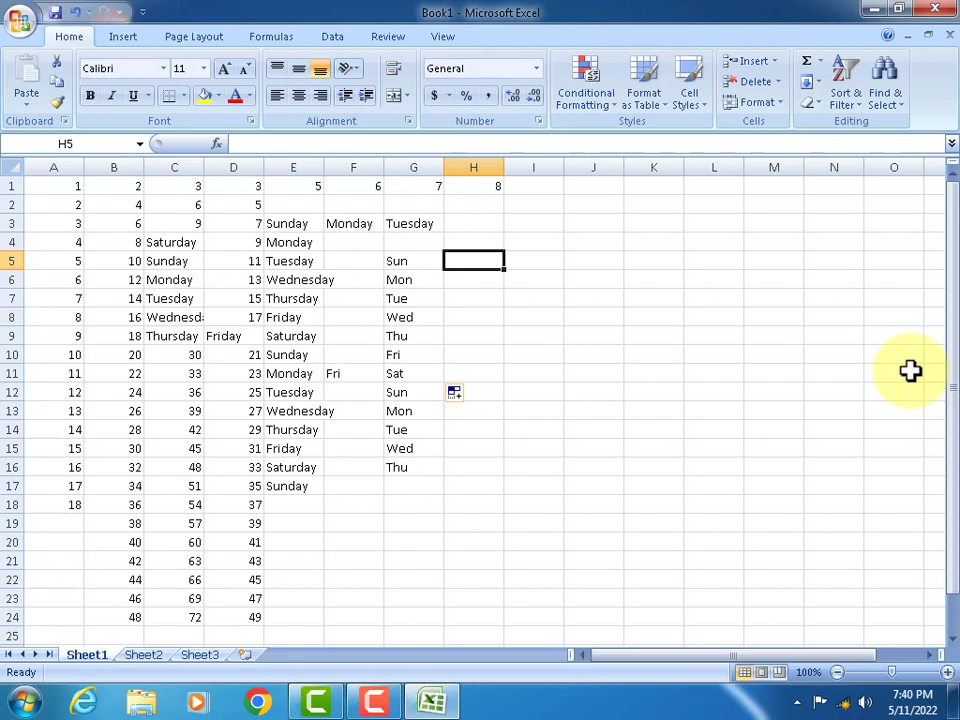 Book1 - Microsoft Excel
Home Insert Page Layout Formulas Data Review View
Paste Calibri 11 A A General Conditional Formatting Format as Table Cell Styles Insert Delete Format Sort & Filter Find & Select
B I U A $ % , .0 .00 .00 .0 Σ
Clipboard Font Alignment Number Styles Cells Editing
H5 fx
A B C D E F G H I J K L M N O
1 1 2 3 3 5 6 7 8
2 2 4 6 5
3 3 6 9 7 Sunday Monday Tuesday
4 4 8 Saturday 9 Monday
5 5 10 Sunday 11 Tuesday Sun
6 6 12 Monday 13 Wednesday Mon
7 7 14 Tuesday 15 Thursday Tue
8 8 16 Wednesd 17 Friday Wed
9 9 18 Thursday Friday Saturday Thu
10 10 20 30 21 Sunday Fri
11 11 22 33 23 Monday Fri Sat
12 12 24 36 25 Tuesday Sun
13 13 26 39 27 Wednesday Mon
14 14 28 42 29 Thursday Tue
15 15 30 45 31 Friday Wed
16 16 32 48 33 Saturday Thu
17 17 34 51 35 Sunday
18 18 36 54 37
19 38 57 39
20 40 60 41
21 42 63 43
22 44 66 45
23 46 69 47
24 48 72 49
25
Sheet1 Sheet2 Sheet3
Ready 100%
7:40 PM
5/11/2022